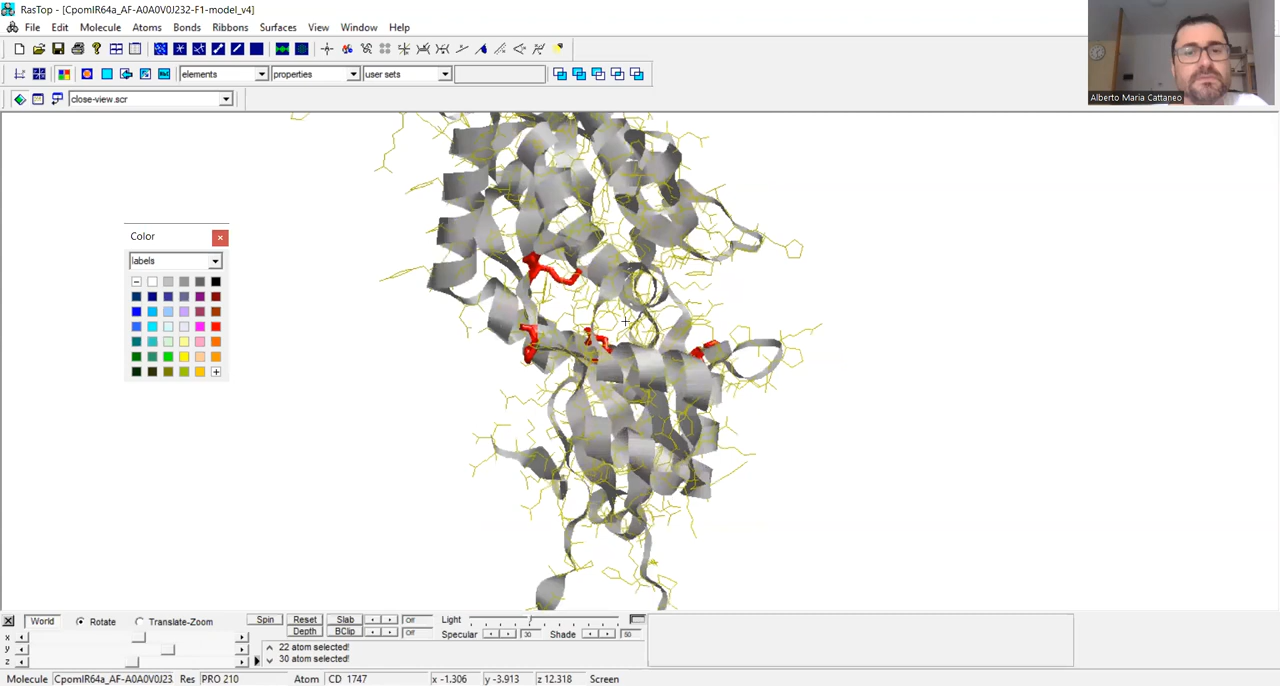 RasTop - [CpomIR64a_AF-A0A0V0J232-F1-model_v4]
File Edit Molecule Atoms Bonds Ribbons Surfaces View Window Help
elements properties user sets
close-view.scr
Alberto Maria Cattaneo
Color
labels
World Rotate Translate-Zoom Spin Reset Slab Off Light
Depth BClip Off Specular 30 Shade 60
x
y
z
22 atom selected!
30 atom selected!
Molecule CpomIR64a_AF-A0A0V0J23 Res PRO 210 Atom CD 1747 x -1.306 y -3.913 z 12.318 Screen